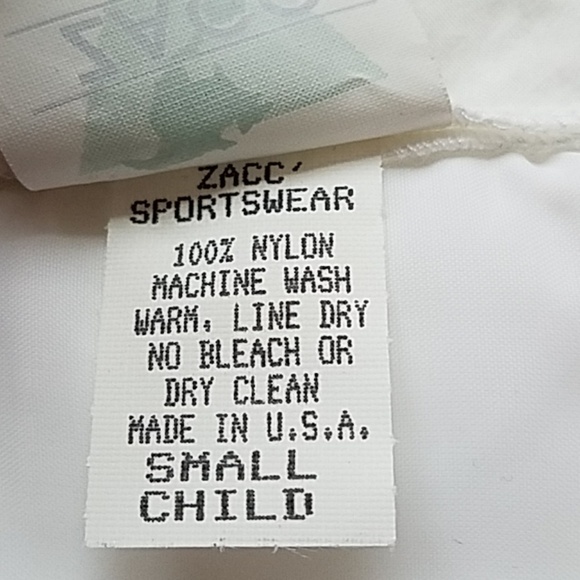 ZACC'
SPORTSWEAR
100% NYLON
MACHINE WASH
WARM. LINE DRY
NO BLEACH OR
DRY CLEAN
MADE IN U.S.A.
SMALL
CHILD